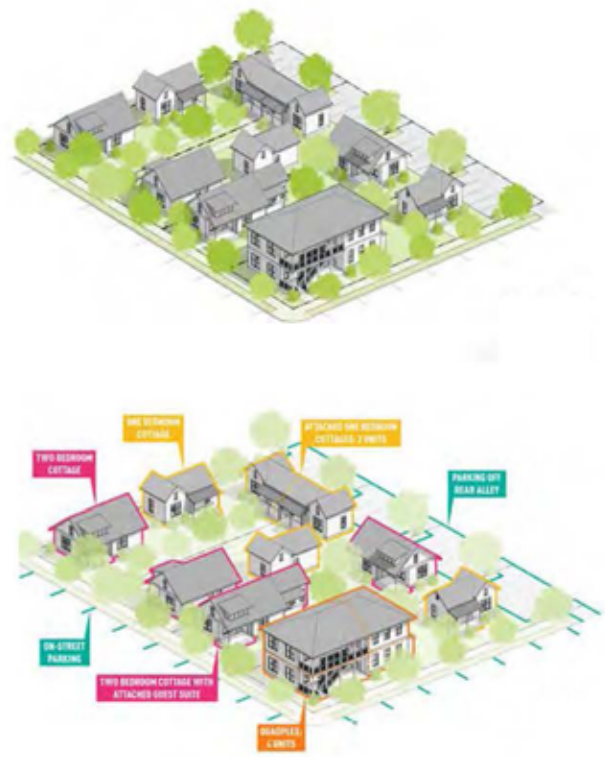 ONE BEDROOM
COTTAGE
ATTACHED ONE BEDROOM
COTTAGES: 2 UNITS
TWO BEDROOM
COTTAGE
PARKING OFF
REAR ALLEY
ON-STREET
PARKING
TWO BEDROOM COTTAGE WITH
ATTACHED GUEST SUITE
QUADPLEX:
4 UNITS